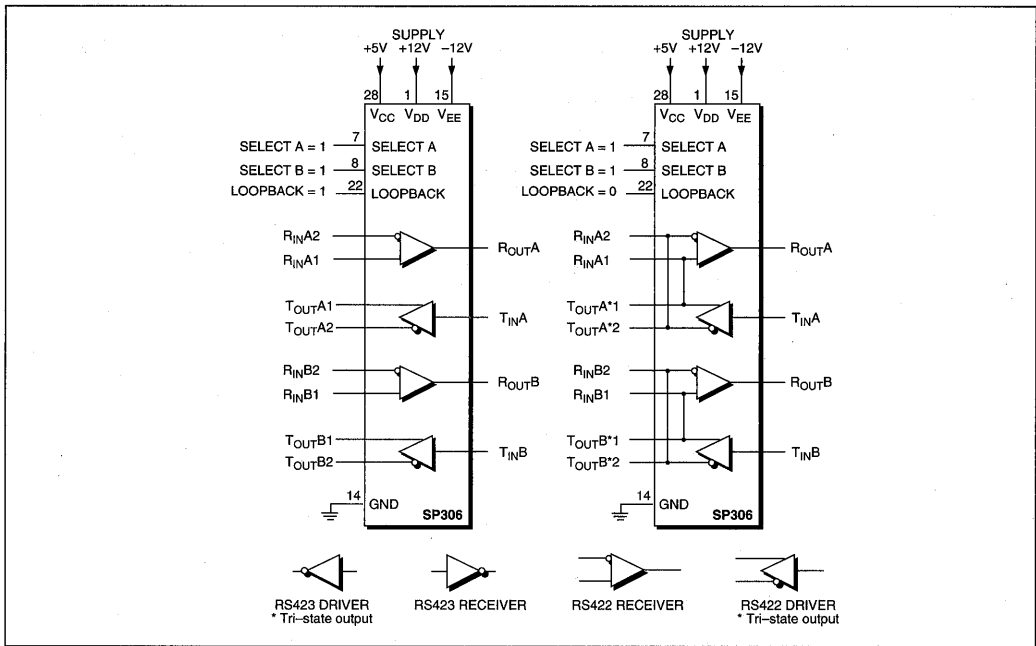 SUPPLY
+5V +12V –12V
28 1 15
VCC VDD VEE
SELECT A = 1 7 SELECT A
SELECT B = 1 8 SELECT B
LOOPBACK = 1 22 LOOPBACK
RINA2
RINA1
ROUTA
TOUTA1
TOUTA2
TINA
RINB2
RINB1
ROUTB
TOUTB1
TOUTB2
TINB
14 GND
SP306
SUPPLY
+5V +12V –12V
28 1 15
VCC VDD VEE
SELECT A = 1 7 SELECT A
SELECT B = 1 8 SELECT B
LOOPBACK = 0 22 LOOPBACK
RINA2
RINA1
ROUTA
TOUTA*1
TOUTA*2
TINA
RINB2
RINB1
ROUTB
TOUTB*1
TOUTB*2
TINB
14 GND
SP306
RS423 DRIVER
* Tri–state output
RS423 RECEIVER
RS422 RECEIVER
RS422 DRIVER
* Tri–state output